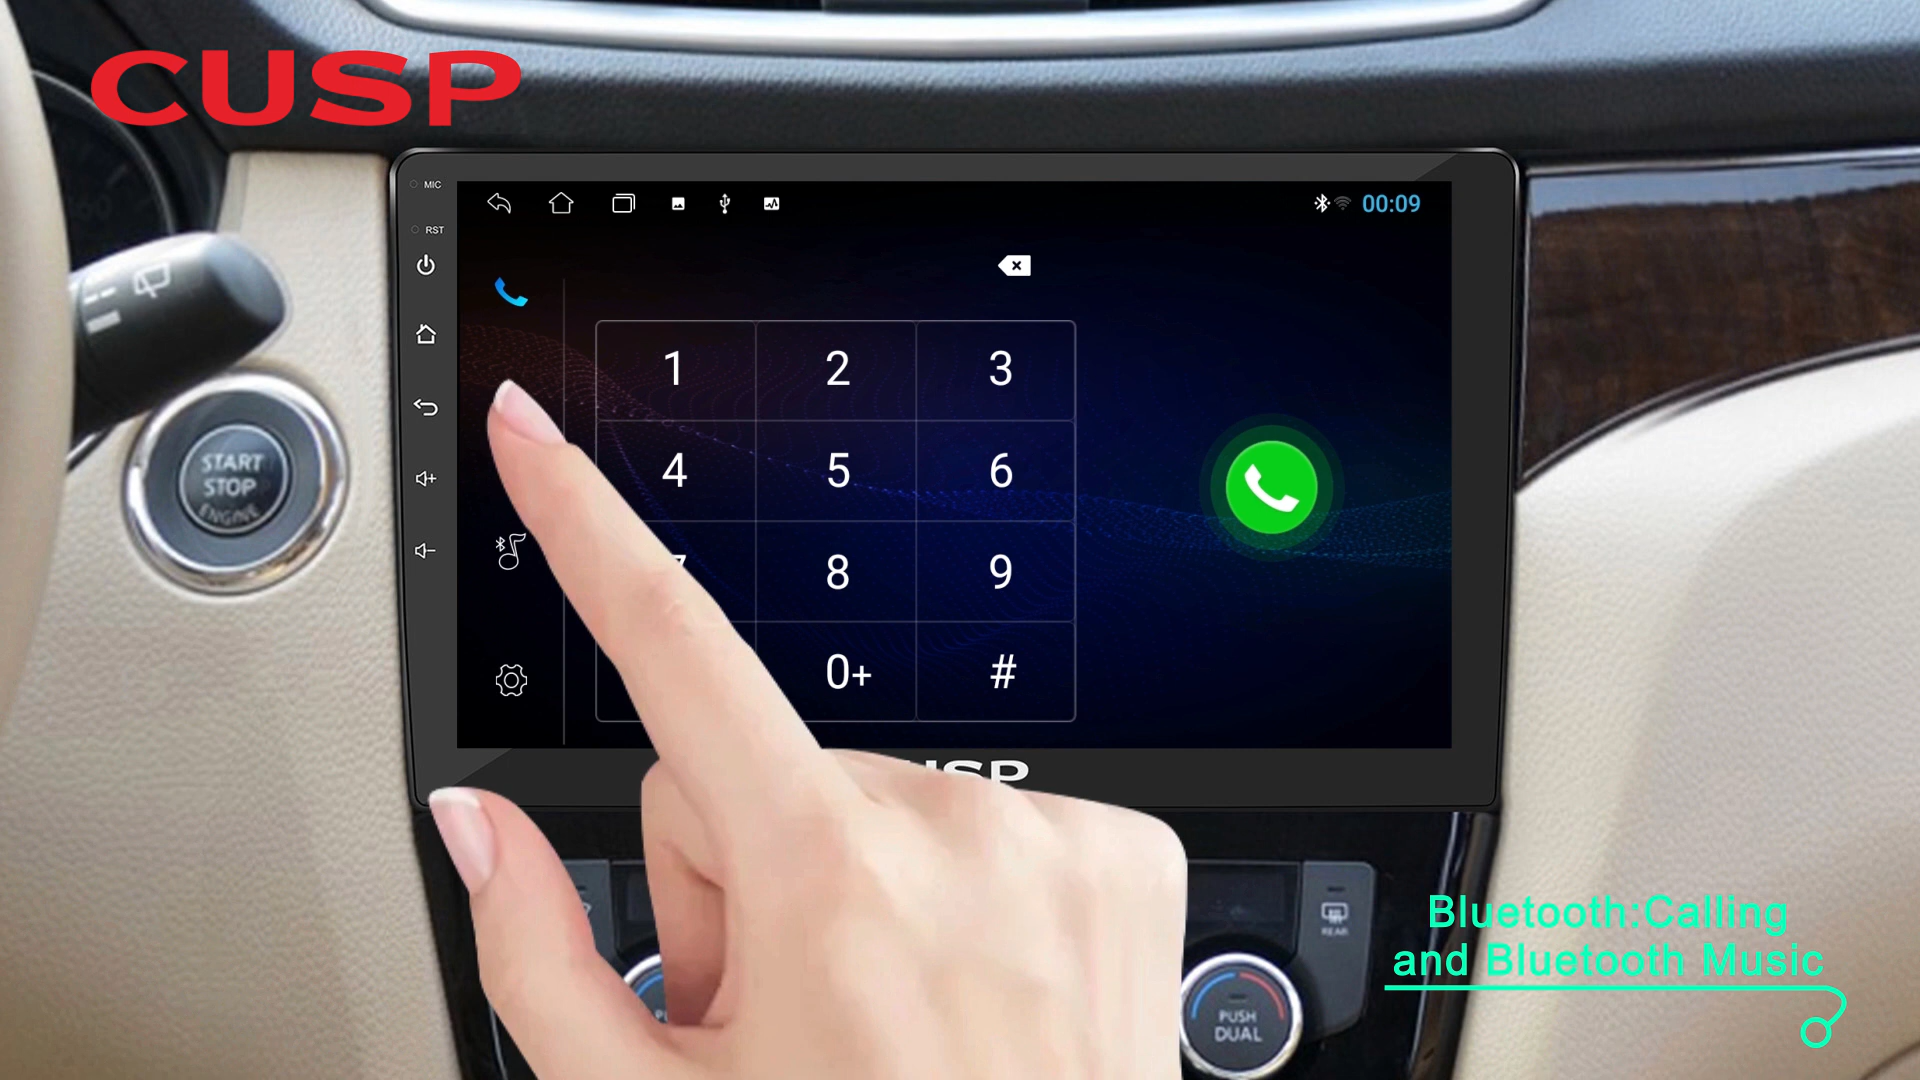 CUSP
MIC
RST
00:09
1 2 3
4 5 6
8 9
0+ #
START
STOP
ENGINE
REAR
PUSH
DUAL
Bluetooth:Calling
and Bluetooth Music